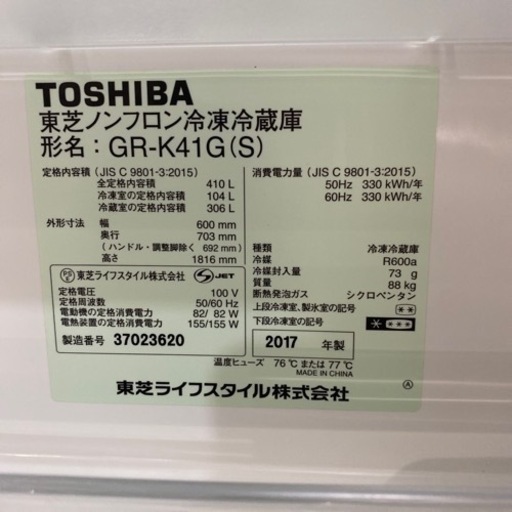 TOSHIBA
東芝ノンフロン冷凍冷蔵庫
形名：GR-K41G(S)
定格内容積（JIS C 9801-3:2015）
全定格内容積 410 L
冷凍室の定格内容積 104 L
冷蔵室の定格内容積 306 L
外形寸法 幅 600 mm
奥行 703 mm
(ハンドル・調整脚除く 692 mm)
高さ 1816 mm
東芝ライフスタイル株式会社 S JET
定格電圧 100 V
定格周波数 50/60 Hz
電動機の定格消費電力 82/ 82 W
電熱装置の定格消費電力 155/155 W
製造番号 37023620
消費電力量（JIS C 9801-3:2015）
50Hz 330 kWh/年
60Hz 330 kWh/年
種類 冷凍冷蔵庫
冷媒 R600a
冷媒封入量 73 g
質量 88 kg
断熱発泡ガス シクロペンタン
上段冷凍室、製氷室の記号
下段冷凍室の記号
2017 年製
温度ヒューズ 76℃または 77℃
MADE IN CHINA
東芝ライフスタイル株式会社
Ⓐ